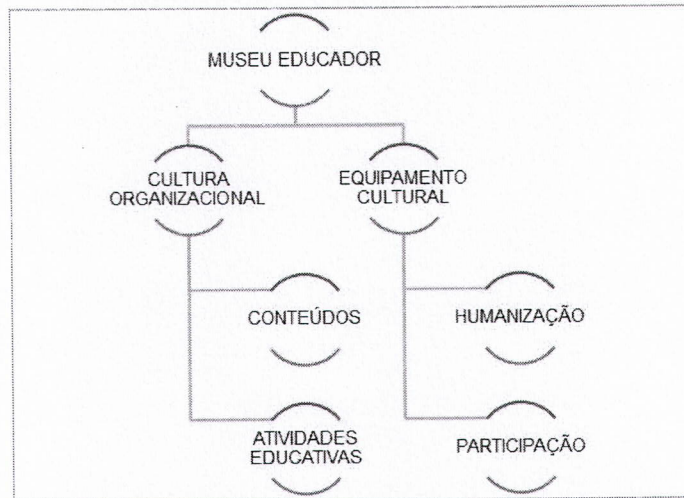 MUSEU EDUCADOR
CULTURA
ORGANIZACIONAL
EQUIPAMENTO
CULTURAL
CONTEÚDOS
HUMANIZAÇÃO
ATIVIDADES
EDUCATIVAS
PARTICIPAÇÃO